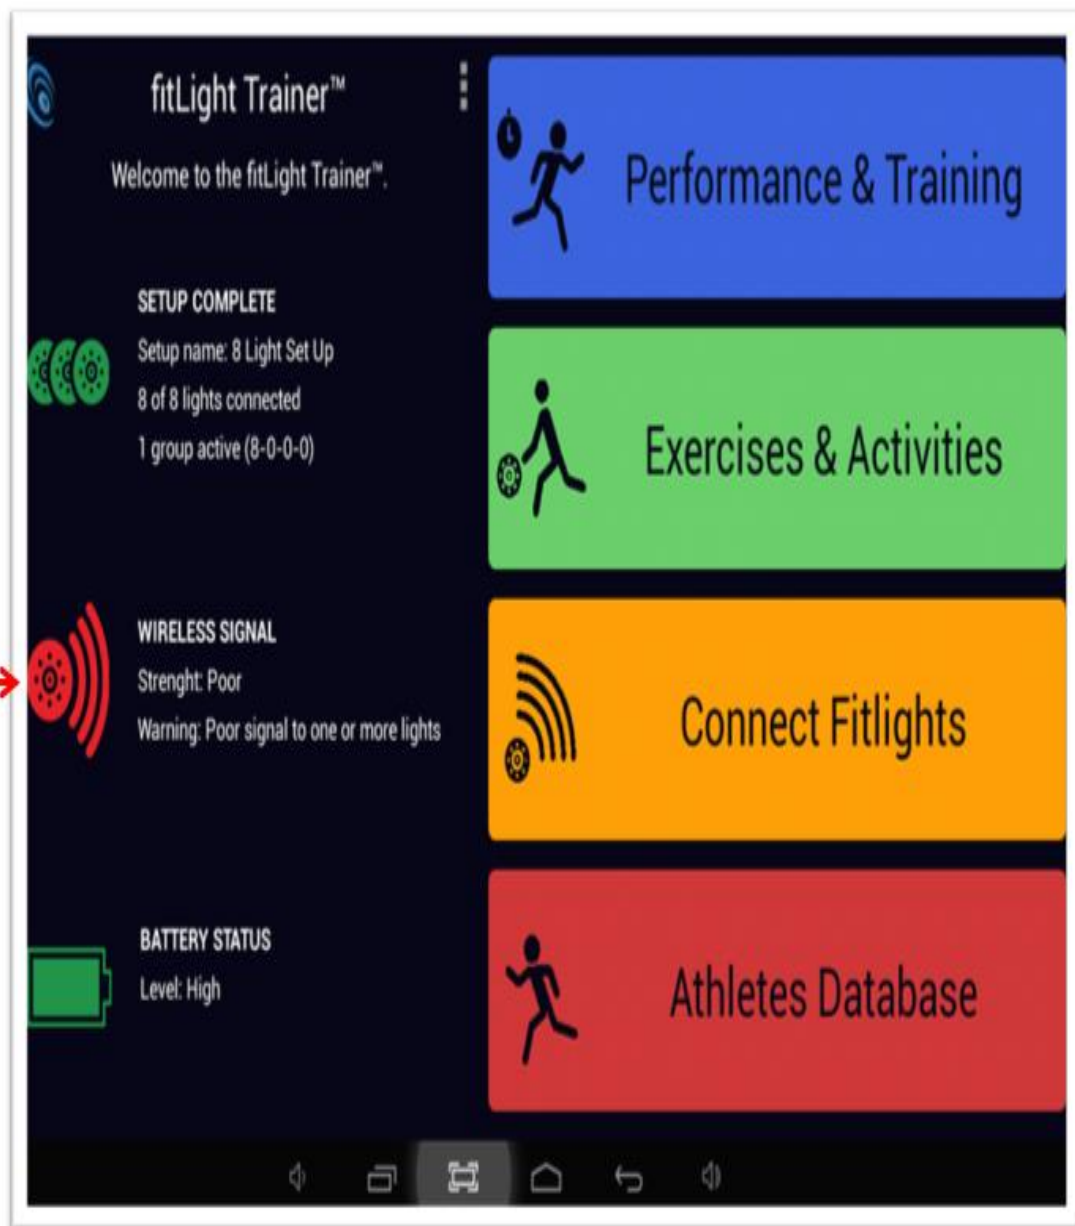 fitLight Trainer™
Welcome to the fitLight Trainer™.
SETUP COMPLETE
Setup name: 8 Light Set Up
8 of 8 lights connected
1 group active (8-0-0-0)
WIRELESS SIGNAL
Strenght: Poor
Warning: Poor signal to one or more lights
BATTERY STATUS
Level: High
Performance & Training
Exercises & Activities
Connect Fitlights
Athletes Database